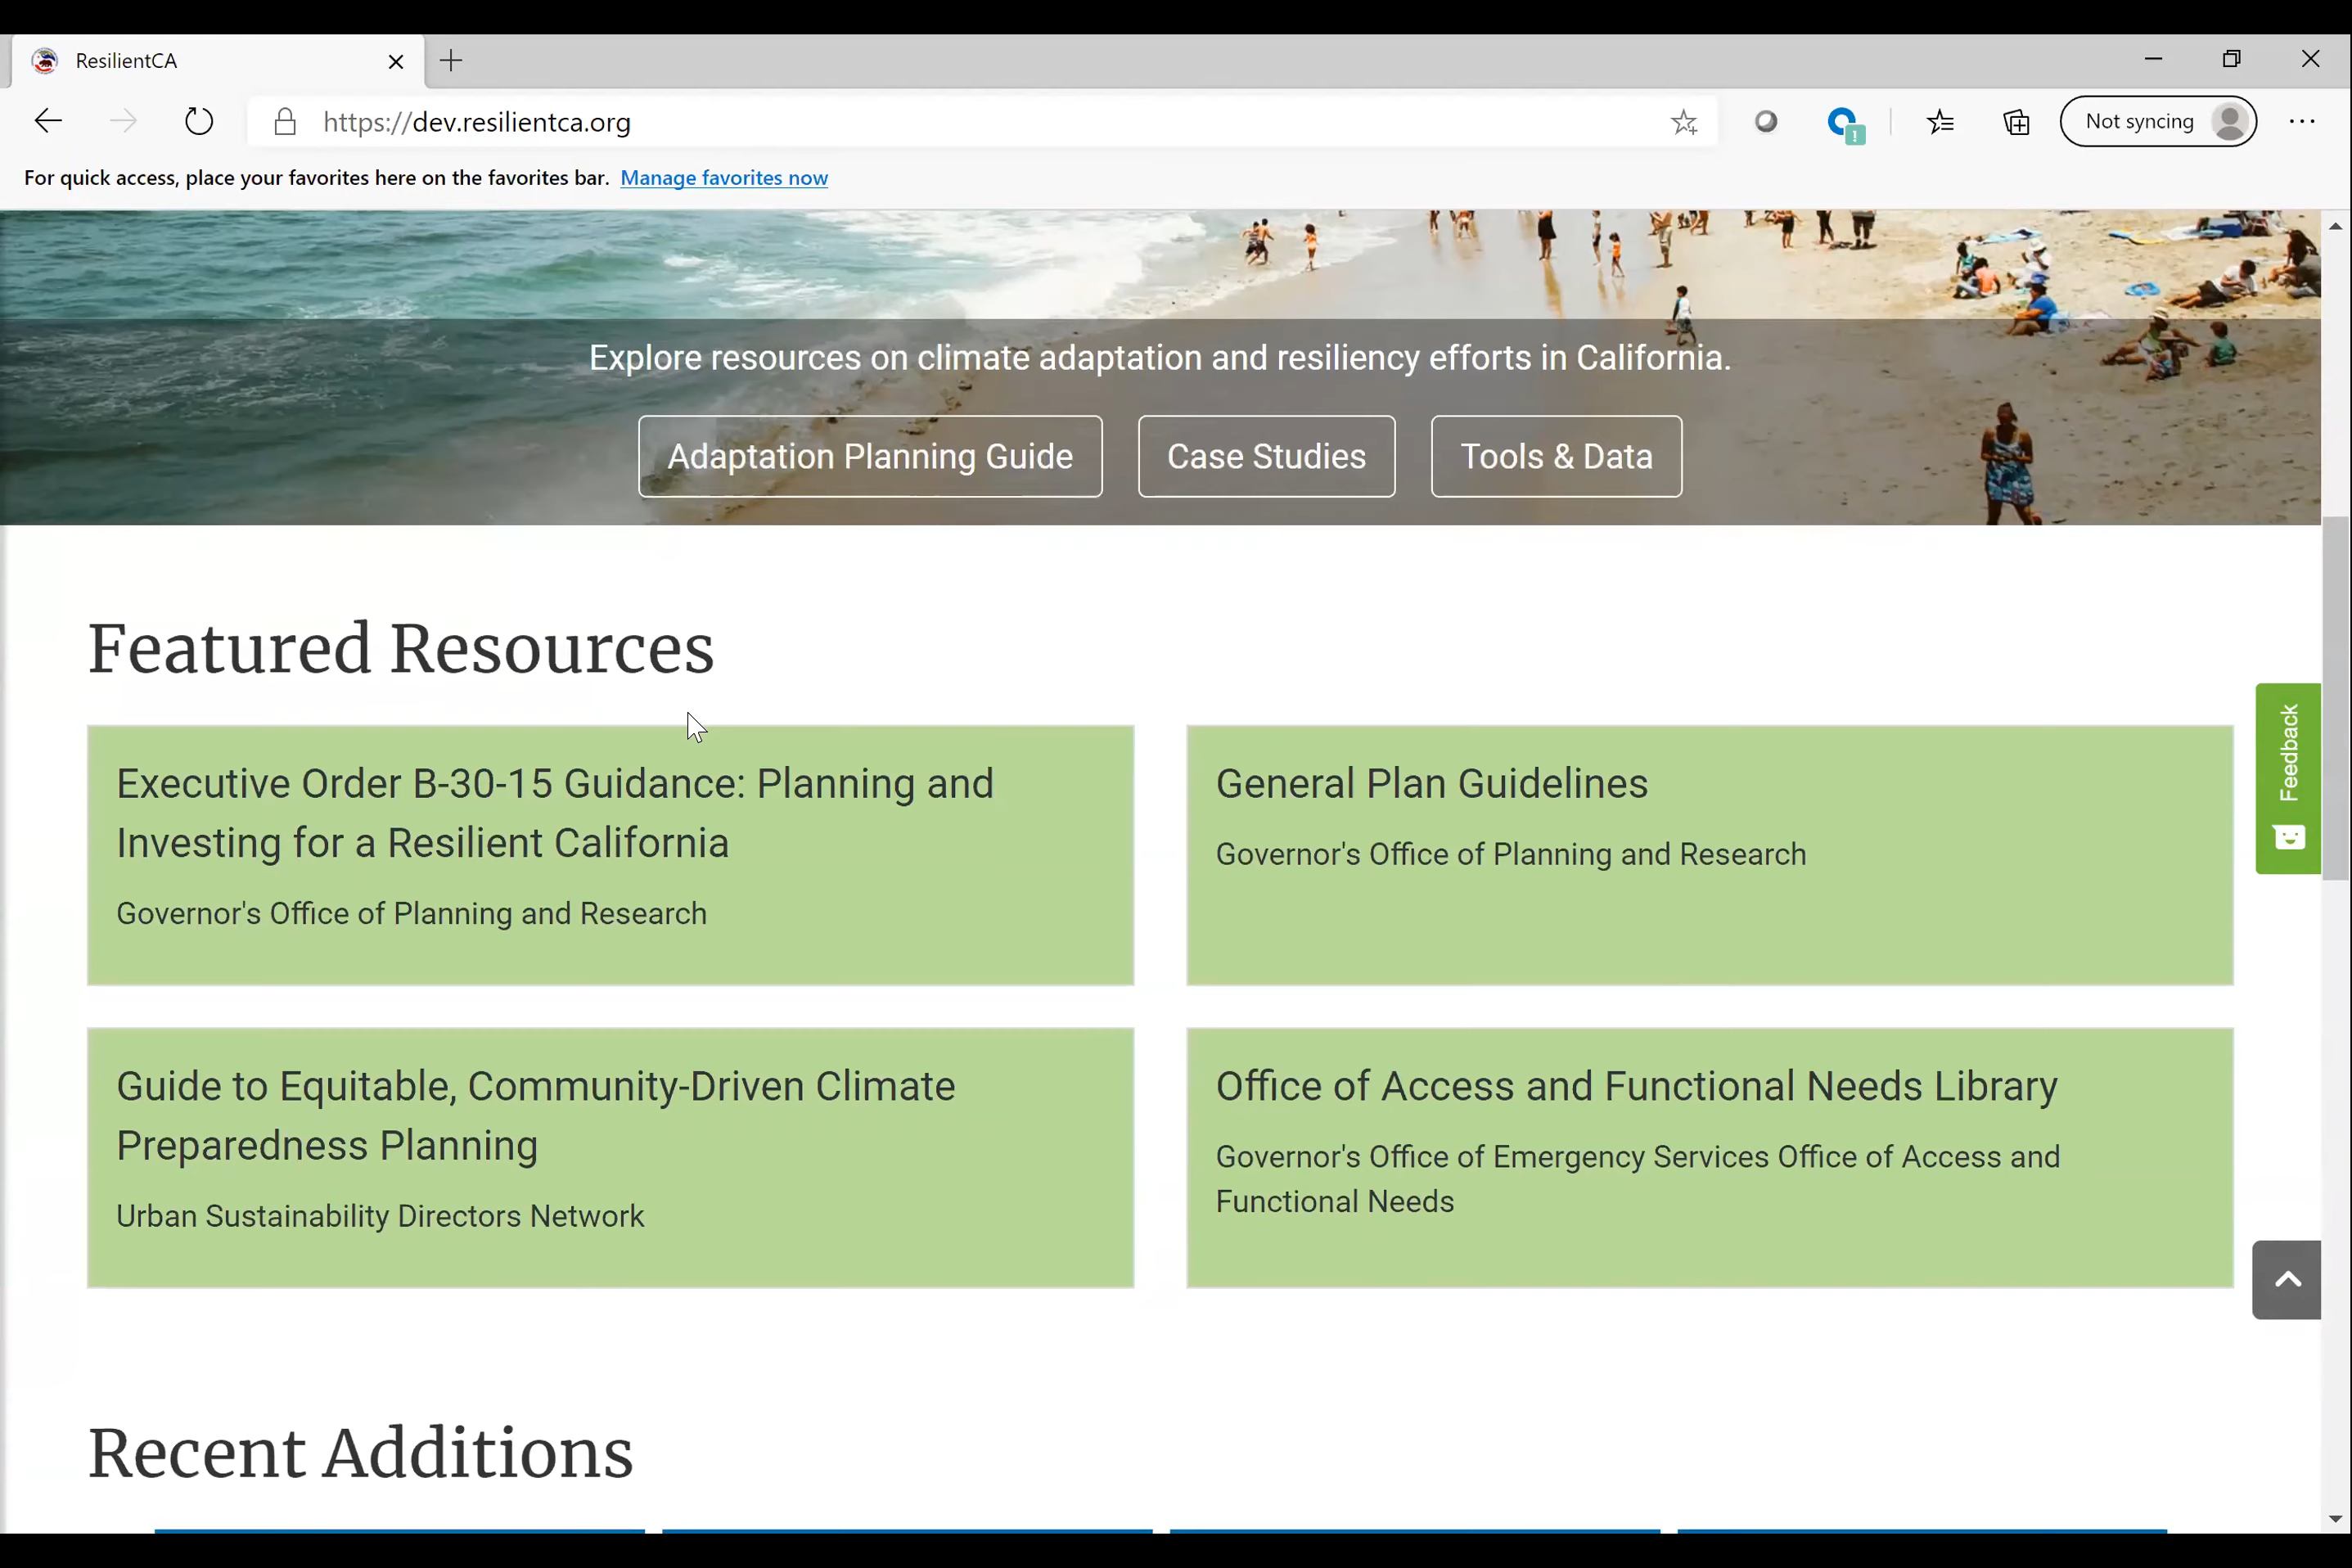 ResilientCA
https://dev.resilientca.org
Not syncing
For quick access, place your favorites here on the favorites bar. Manage favorites now
Explore resources on climate adaptation and resiliency efforts in California.
Adaptation Planning Guide
Case Studies
Tools & Data
Featured Resources
Executive Order B-30-15 Guidance: Planning and
Investing for a Resilient California
Governor's Office of Planning and Research
General Plan Guidelines
Governor's Office of Planning and Research
Feedback
Guide to Equitable, Community-Driven Climate
Preparedness Planning
Urban Sustainability Directors Network
Office of Access and Functional Needs Library
Governor's Office of Emergency Services Office of Access and
Functional Needs
Recent Additions